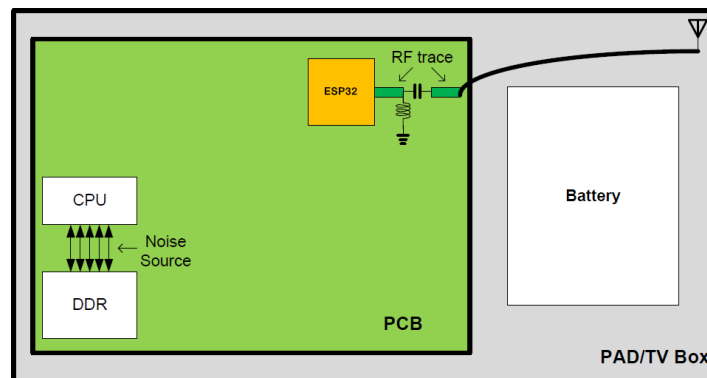 RF trace
ESP32
CPU
Battery
Noise
Source
DDR
PCB
PAD/TV Box